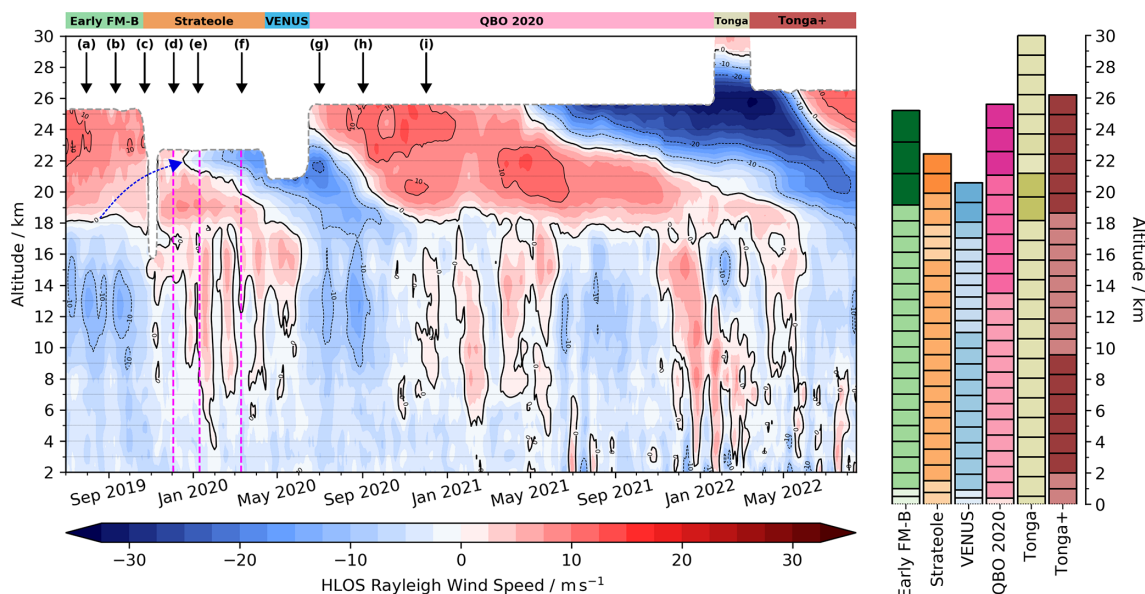 Early FM-B Strateole VENUS QBO 2020 Tonga Tonga+
(a) (b) (c) (d) (e) (f) (g) (h) (i)
Altitude / km
30
28
26
24
22
20
18
16
14
12
10
8
6
4
2
Sep 2019 Jan 2020 May 2020 Sep 2020 Jan 2021 May 2021 Sep 2021 Jan 2022 May 2022
−30 −20 −10 0 10 20 30
HLOS Rayleigh Wind Speed / m s⁻¹
30
28
26
24
22
20
18
16
14
12
10
8
6
4
2
0
Altitude / km
Early FM-B
Strateole
VENUS
QBO 2020
Tonga
Tonga+